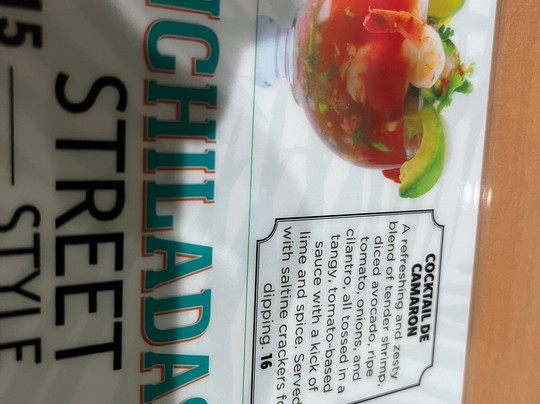 COCKTAIL DE
CAMARON
A refreshing and zesty
blend of tender shrimp,
diced avocado, ripe
tomato, onions, and
cilantro, all tossed in a
tangy, tomato-based
sauce with a kick of
lime and spice. Served
with saltine crackers fo
dipping. 16
CHILADAS
STREET
15 — STYLE